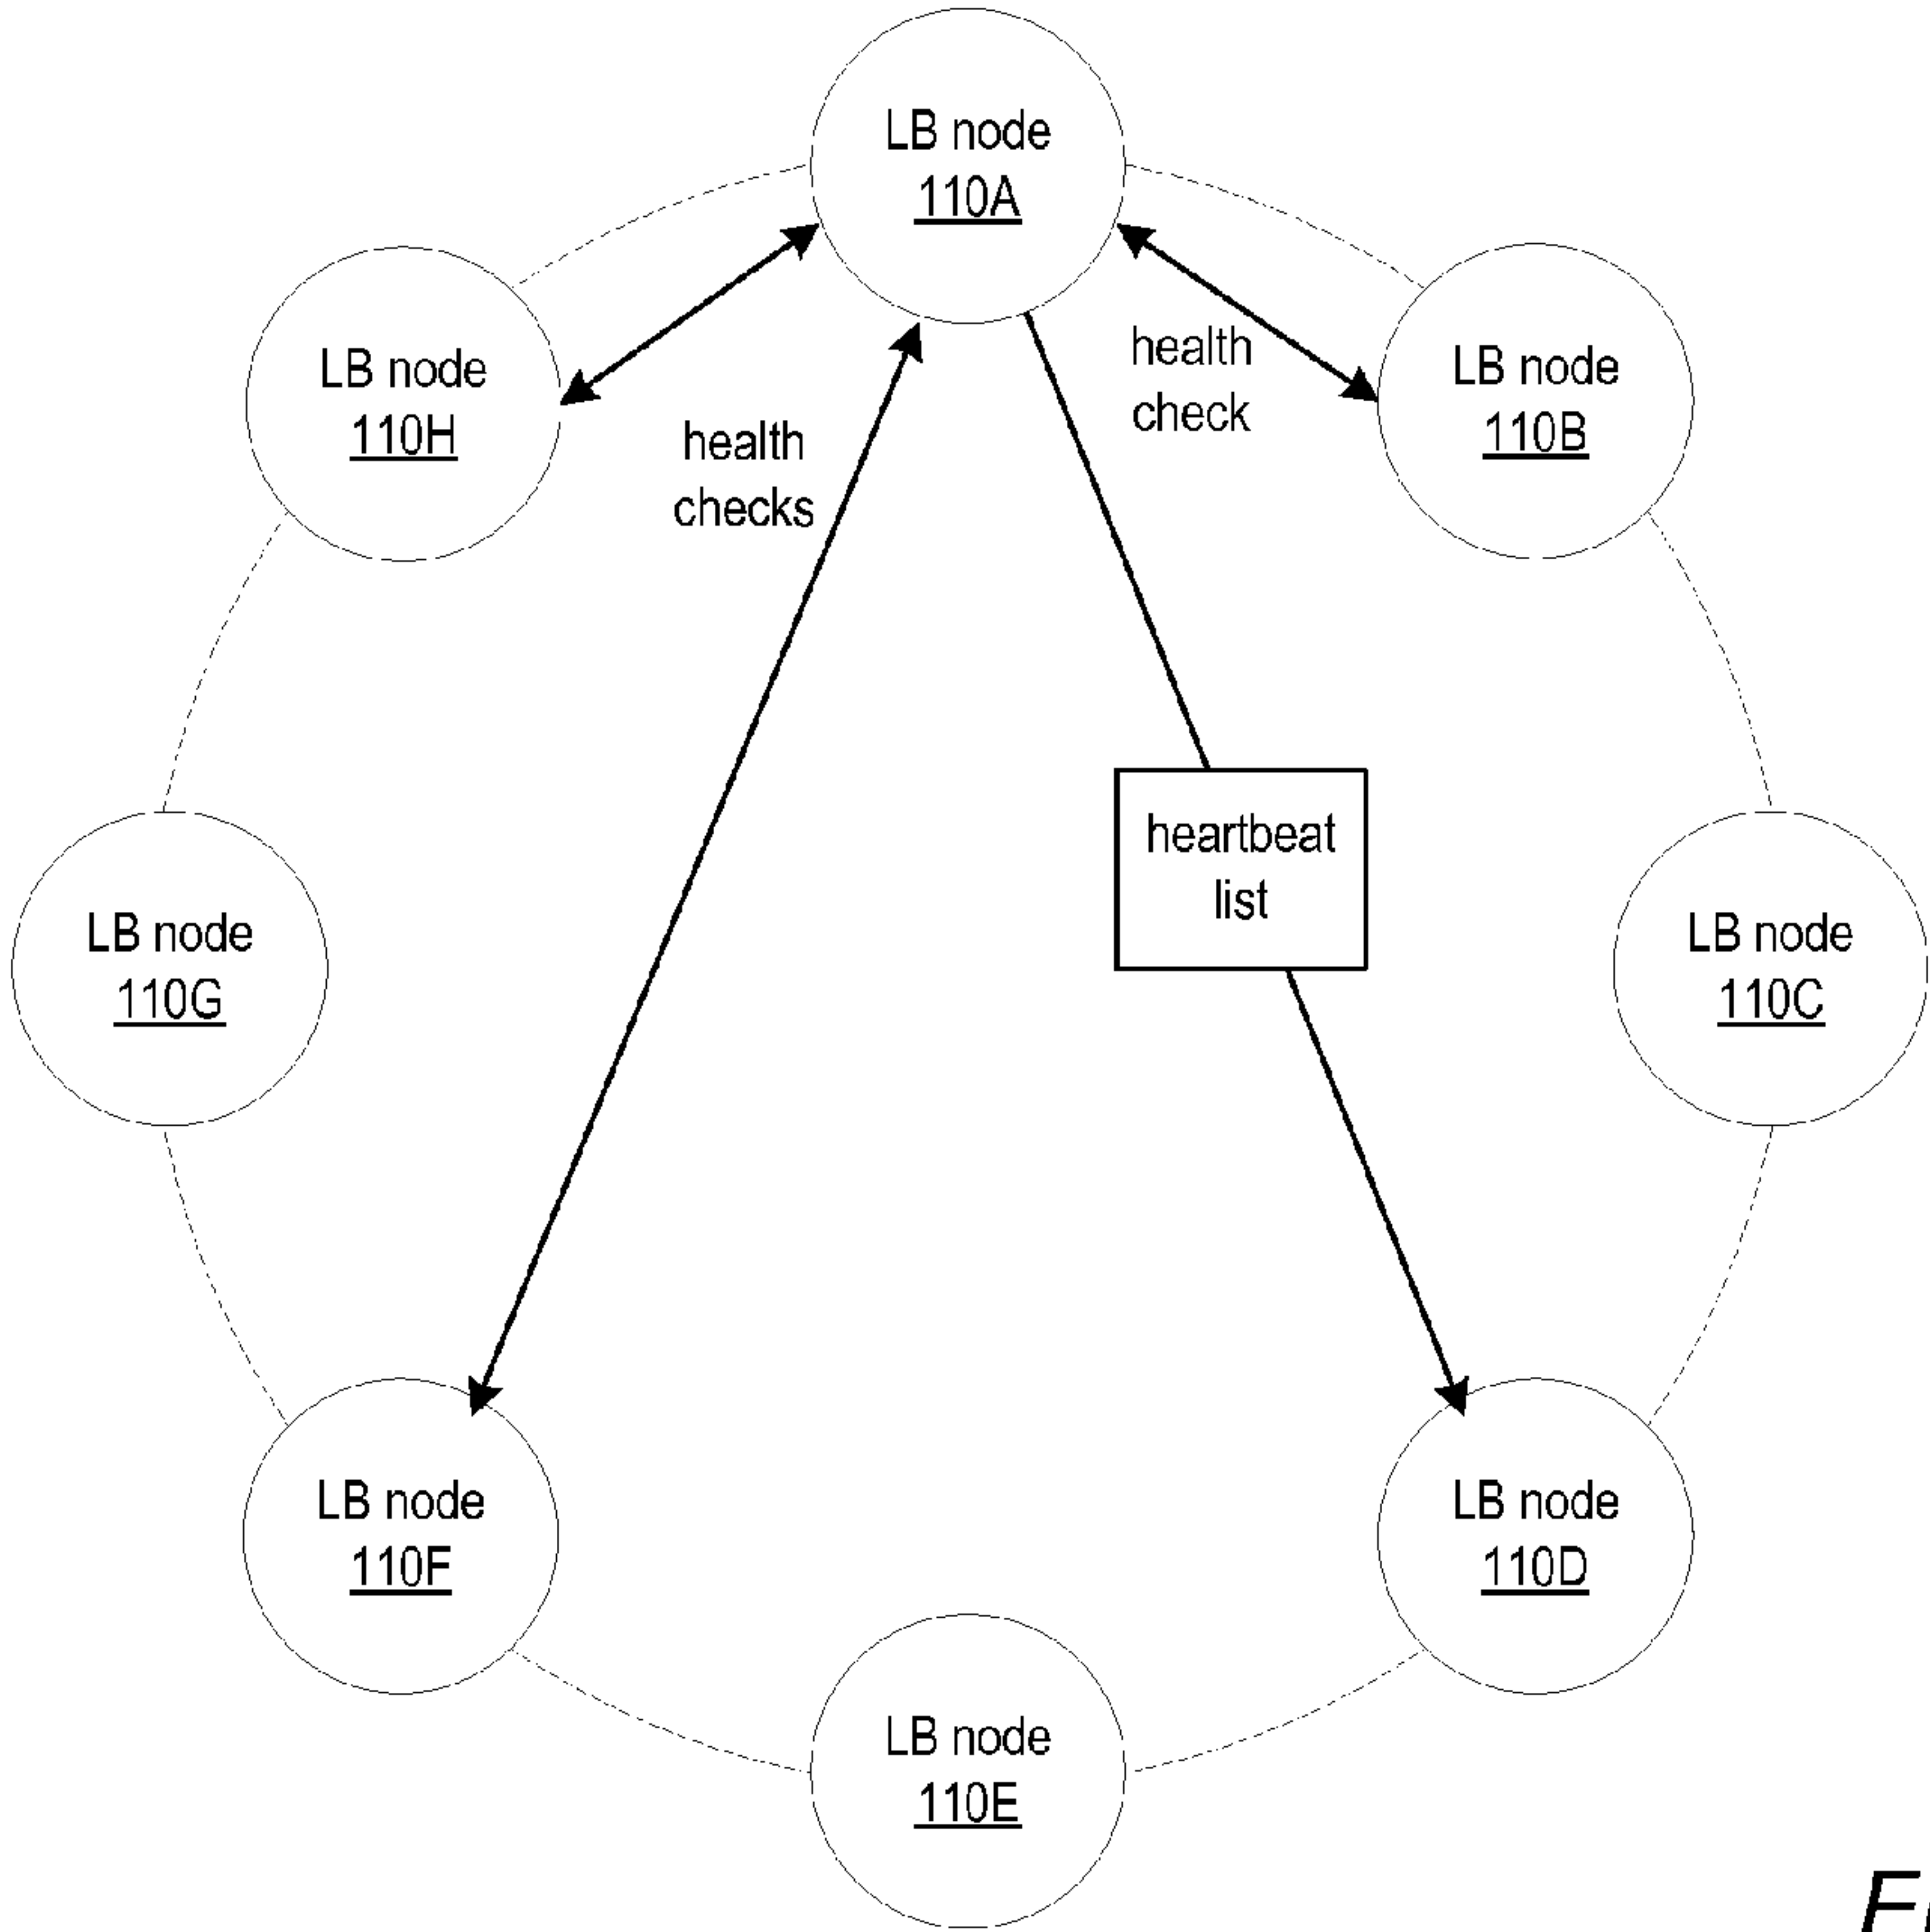 LB node
110A
LB node
110H
health
checks
health
check
LB node
110B
heartbeat
list
LB node
110G
LB node
110C
LB node
110F
LB node
110D
LB node
110E